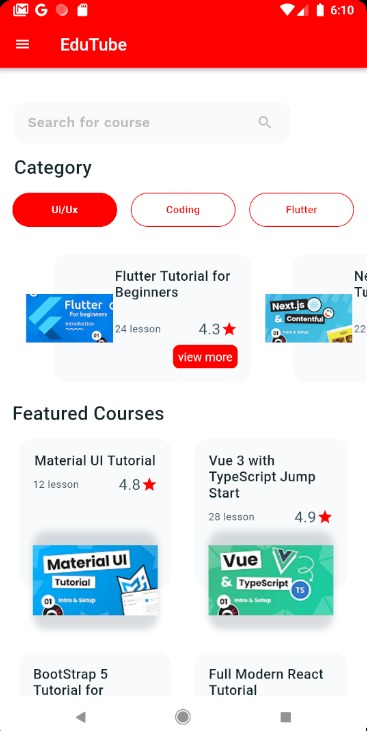 6:10
EduTube
Search for course
Category
Ui/Ux
Coding
Flutter
Flutter Tutorial for
Beginners
Flutter
For beginners
Introduction
01
24 lesson
4.3
view more
Ne
Tu
Next.js
& Contentful
01 Intro & Setup
22
Featured Courses
Material UI Tutorial
12 lesson
4.8
Material UI
Tutorial
01 Intro & Setup
Vue 3 with
TypeScript Jump
Start
28 lesson
4.9
Vue
& TypeScript
TS
01 Intro & Setup
BootStrap 5
Tutorial for
Full Modern React
Tutorial